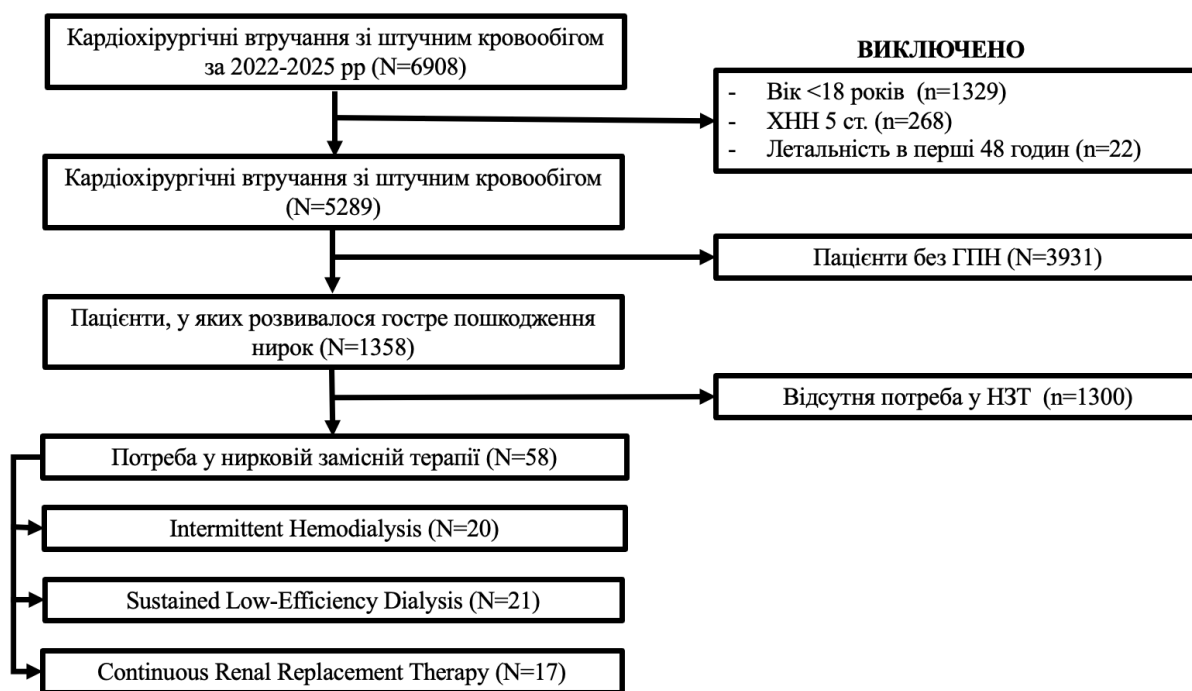 Кардіохірургічні втручання зі штучним кровообігом
за 2022-2025 рр (N=6908)
ВИКЛЮЧЕНО
- Вік <18 років (n=1329)
- ХНН 5 ст. (n=268)
- Летальність в перші 48 годин (n=22)
Кардіохірургічні втручання зі штучним кровообігом
(N=5289)
Пацієнти без ГПН (N=3931)
Пацієнти, у яких розвивалося гостре пошкодження
нирок (N=1358)
Відсутня потреба у НЗТ (n=1300)
Потреба у нирковій замісній терапії (N=58)
Intermittent Hemodialysis (N=20)
Sustained Low-Efficiency Dialysis (N=21)
Continuous Renal Replacement Therapy (N=17)